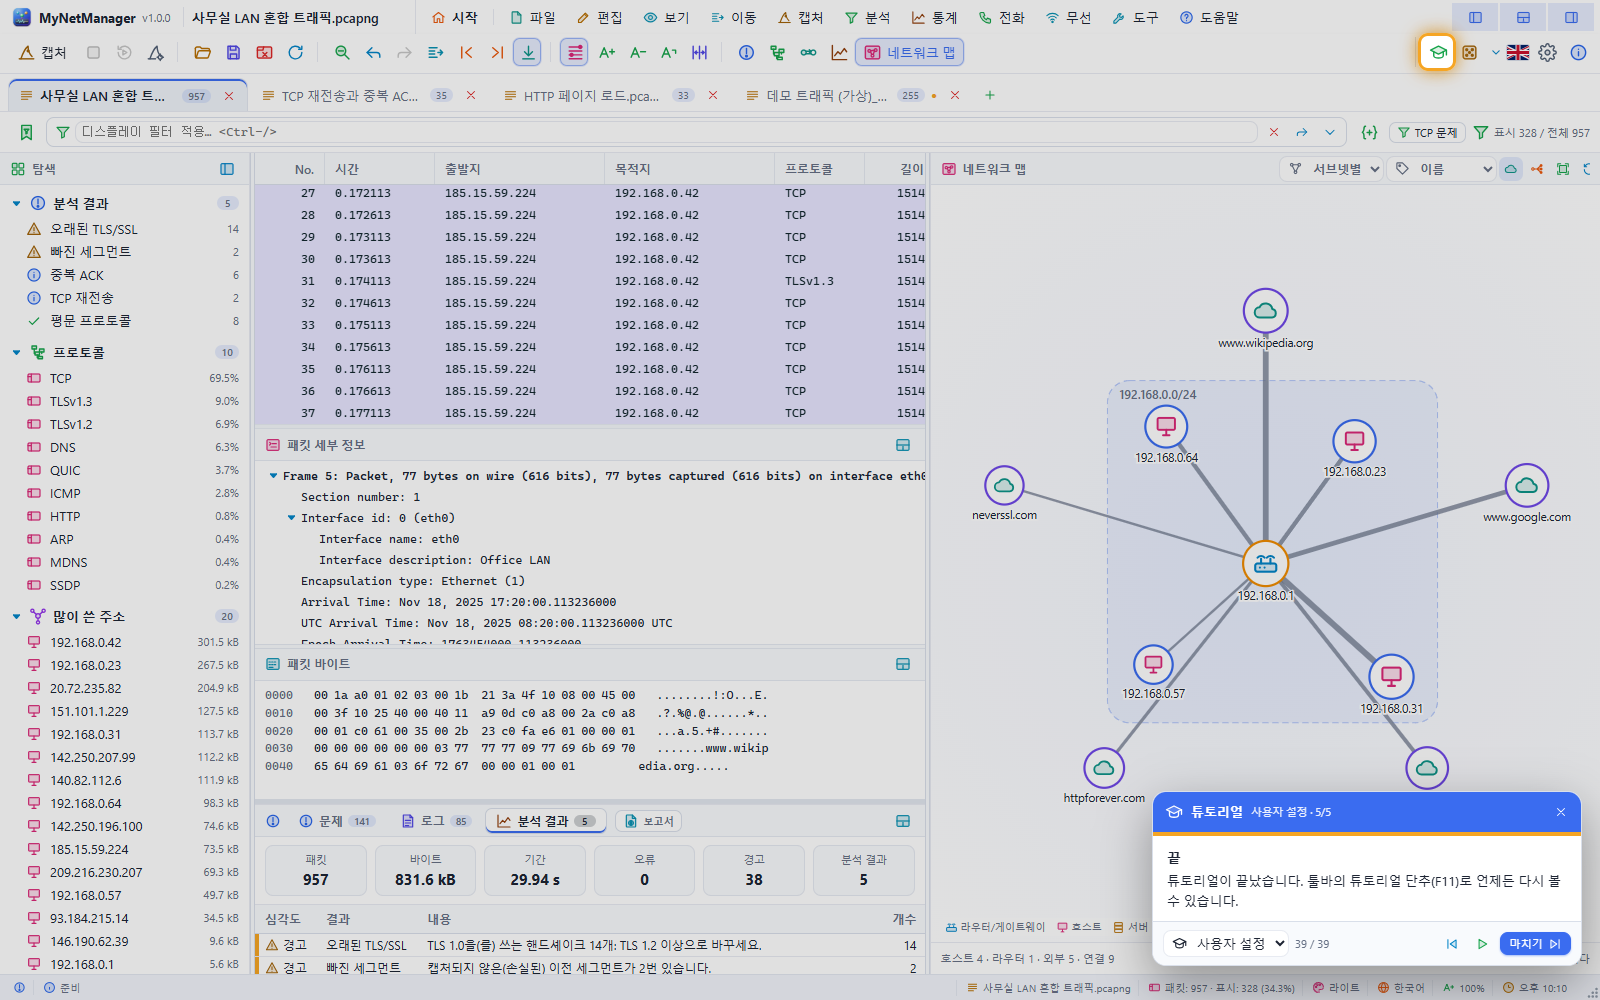 MyNetManager v1.0.0 사무실 LAN 혼합 트래픽.pcapng 시작 파일 편집 보기 이동 캡처 분석 통계 전화 무선 도구 도움말
캡처 네트워크 맵
사무실 LAN 혼합 트... 957 TCP 재전송과 중복 AC... 35 HTTP 페이지 로드.pca... 33 데모 트래픽 (가상)_... 255
디스플레이 필터 적용… <Ctrl-/> TCP 문제 표시 328 / 전체 957
탐색
분석 결과 5
오래된 TLS/SSL 14
빠진 세그먼트 2
중복 ACK 6
TCP 재전송 2
평문 프로토콜 8
프로토콜 10
TCP 69.5%
TLSv1.3 9.0%
TLSv1.2 6.9%
DNS 6.3%
QUIC 3.7%
ICMP 2.8%
HTTP 0.8%
ARP 0.4%
MDNS 0.4%
SSDP 0.2%
많이 쓴 주소 20
192.168.0.42 301.5 kB
192.168.0.23 267.5 kB
20.72.235.82 204.9 kB
151.101.1.229 127.5 kB
192.168.0.31 113.7 kB
142.250.207.99 112.2 kB
140.82.112.6 111.9 kB
192.168.0.64 98.3 kB
142.250.196.100 74.6 kB
185.15.59.224 73.5 kB
209.216.230.207 69.3 kB
192.168.0.57 49.7 kB
93.184.215.14 34.5 kB
146.190.62.39 9.6 kB
192.168.0.1 5.6 kB
No. 시간 출발지 목적지 프로토콜 길이
27 0.172113 185.15.59.224 192.168.0.42 TCP 1514
28 0.172613 185.15.59.224 192.168.0.42 TCP 1514
29 0.173113 185.15.59.224 192.168.0.42 TCP 1514
30 0.173613 185.15.59.224 192.168.0.42 TCP 1514
31 0.174113 185.15.59.224 192.168.0.42 TLSv1.3 1514
32 0.174613 185.15.59.224 192.168.0.42 TCP 1514
33 0.175113 185.15.59.224 192.168.0.42 TCP 1514
34 0.175613 185.15.59.224 192.168.0.42 TCP 1514
35 0.176113 185.15.59.224 192.168.0.42 TCP 1514
36 0.176613 185.15.59.224 192.168.0.42 TCP 1514
37 0.177113 185.15.59.224 192.168.0.42 TCP 1514
패킷 세부 정보
Frame 5: Packet, 77 bytes on wire (616 bits), 77 bytes captured (616 bits) on interface eth0
Section number: 1
Interface id: 0 (eth0)
Interface name: eth0
Interface description: Office LAN
Encapsulation type: Ethernet (1)
Arrival Time: Nov 18, 2025 17:20:00.113236000
UTC Arrival Time: Nov 18, 2025 08:20:00.113236000 UTC
Epoch Arrival Time: 1763454000.113236000
패킷 바이트
0000 00 1a a0 01 02 03 00 1b 21 3a 4f 10 08 00 45 00 ........!:O...E.
0010 00 3f 10 25 40 00 40 11 a9 0d c0 a8 00 2a c0 a8 .?.%@.@......*..
0020 00 01 c0 61 00 35 00 2b 23 c0 fa e6 01 00 00 01 ...a.5.+#.......
0030 00 00 00 00 00 00 03 77 77 77 09 77 69 6b 69 70 .......www.wikip
0040 65 64 69 61 03 6f 72 67 00 00 01 00 01 edia.org.....
문제 141 로그 85 분석 결과 5 보고서
패킷 바이트 기간 오류 경고 분석 결과
957 831.6 kB 29.94 s 0 38 5
심각도 결과 내용 개수
경고 오래된 TLS/SSL TLS 1.0을(를) 쓰는 핸드셰이크 14개: TLS 1.2 이상으로 바꾸세요. 14
경고 빠진 세그먼트 캡처되지 않은(손실된) 이전 세그먼트가 2번 있습니다. 2
네트워크 맵 서브넷별 이름
www.wikipedia.org
192.168.0.0/24
192.168.0.64
192.168.0.23
neverssl.com
www.google.com
192.168.0.1
192.168.0.57
192.168.0.31
httpforever.com
라우터/게이트웨이 호스트 서버
호스트 4 · 라우터 1 · 외부 5 · 연결 9
다
튜토리얼 사용자 설정 · 5/5
끝
튜토리얼이 끝났습니다. 툴바의 튜토리얼 단추(F11)로 언제든 다시 볼
수 있습니다.
사용자 설정 39 / 39 마치기
준비 사무실 LAN 혼합 트래픽.pcapng 패킷: 957 · 표시: 328 (34.3%) 라이트 한국어 100% 오후 10:10